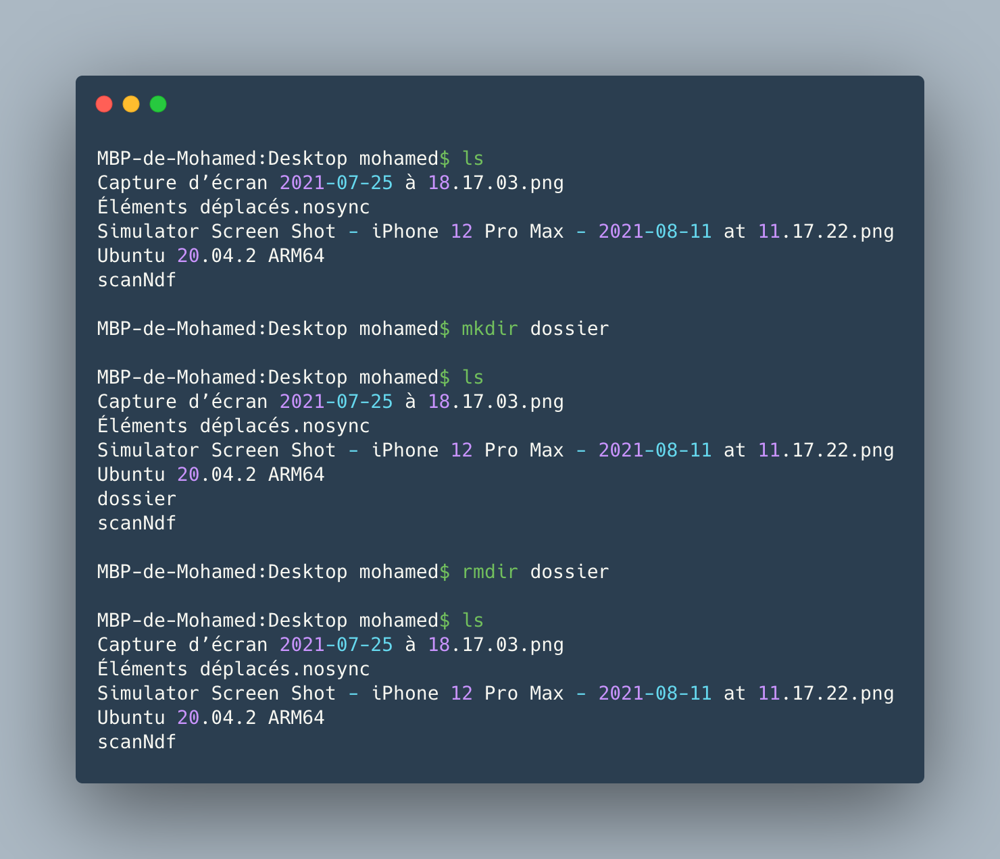 MBP-de-Mohamed:Desktop mohamed$ ls
Capture d’écran 2021-07-25 à 18.17.03.png
Éléments déplacés.nosync
Simulator Screen Shot - iPhone 12 Pro Max - 2021-08-11 at 11.17.22.png
Ubuntu 20.04.2 ARM64
scanNdf
MBP-de-Mohamed:Desktop mohamed$ mkdir dossier
MBP-de-Mohamed:Desktop mohamed$ ls
Capture d’écran 2021-07-25 à 18.17.03.png
Éléments déplacés.nosync
Simulator Screen Shot - iPhone 12 Pro Max - 2021-08-11 at 11.17.22.png
Ubuntu 20.04.2 ARM64
dossier
scanNdf
MBP-de-Mohamed:Desktop mohamed$ rmdir dossier
MBP-de-Mohamed:Desktop mohamed$ ls
Capture d’écran 2021-07-25 à 18.17.03.png
Éléments déplacés.nosync
Simulator Screen Shot - iPhone 12 Pro Max - 2021-08-11 at 11.17.22.png
Ubuntu 20.04.2 ARM64
scanNdf